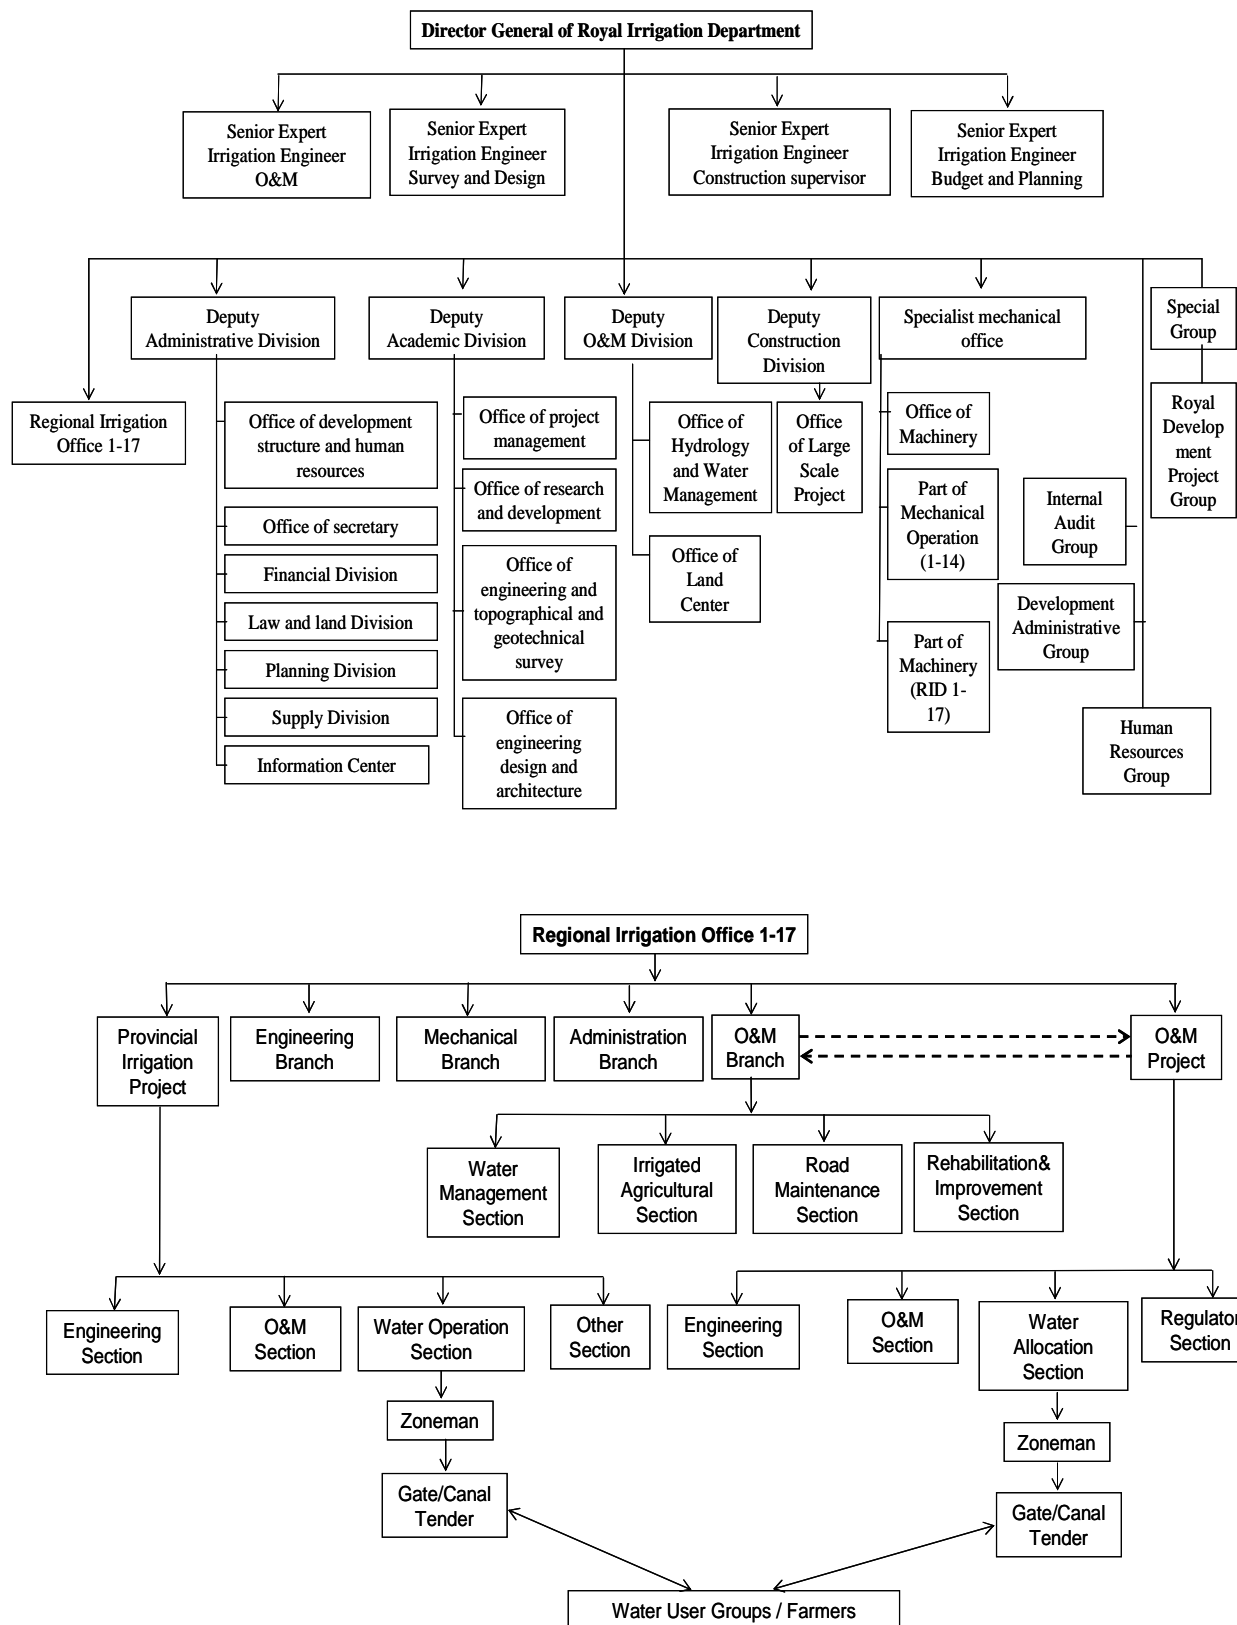 Director General of Royal Irrigation Department
Senior Expert
Irrigation Engineer
O&M
Senior Expert
Irrigation Engineer
Survey and Design
Senior Expert
Irrigation Engineer
Construction supervisor
Senior Expert
Irrigation Engineer
Budget and Planning
Regional Irrigation
Office 1-17
Deputy
Administrative Division
Office of development
structure and human
resources
Office of secretary
Financial Division
Law and land Division
Planning Division
Supply Division
Information Center
Deputy
Academic Division
Office of project
management
Office of research
and development
Office of
engineering and
topographical and
geotechnical
survey
Office of
engineering
design and
architecture
Deputy
O&M Division
Office of
Hydrology
and Water
Management
Office of
Land
Center
Deputy
Construction
Division
Office
of Large
Scale
Project
Specialist mechanical
office
Office of
Machinery
Part of
Mechanical
Operation
(1-14)
Part of
Machinery
(RID 1-
17)
Special
Group
Royal
Develop
ment
Project
Group
Internal
Audit
Group
Development
Administrative
Group
Human
Resources
Group
Regional Irrigation Office 1-17
Provincial
Irrigation
Project
Engineering
Branch
Mechanical
Branch
Administration
Branch
O&M
Branch
O&M
Project
Water
Management
Section
Irrigated
Agricultural
Section
Road
Maintenance
Section
Rehabilitation&
Improvement
Section
Engineering
Section
O&M
Section
Water Operation
Section
Other
Section
Engineering
Section
O&M
Section
Water
Allocation
Section
Regulator
Section
Zoneman
Gate/Canal
Tender
Zoneman
Gate/Canal
Tender
Water User Groups / Farmers